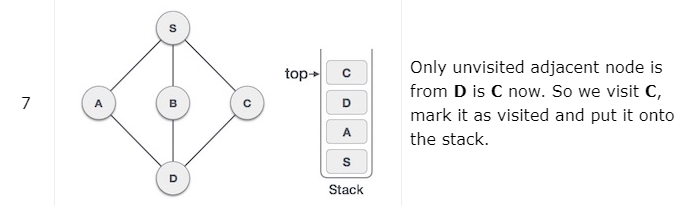 7
S
A
B
C
D
top
C
D
A
S
Stack
Only unvisited adjacent node is
from D is C now. So we visit C,
mark it as visited and put it onto
the stack.